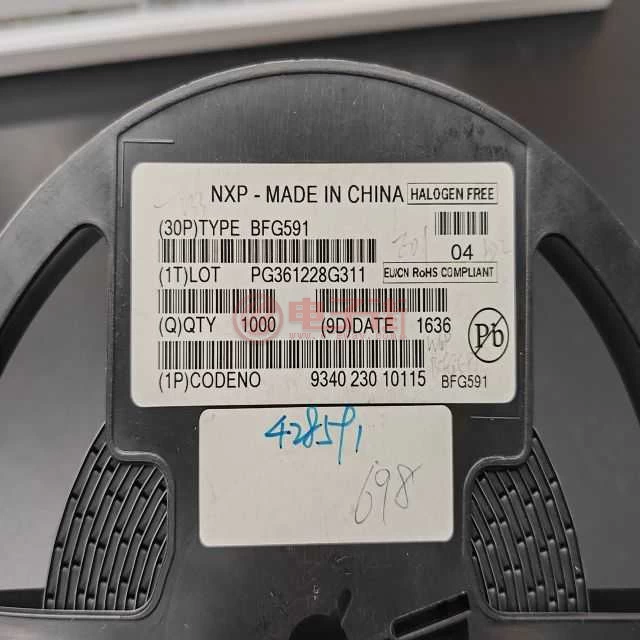 NXP - MADE IN CHINA HALOGEN FREE
(30P)TYPE BFG591
04
(1T)LOT PG361228G311 EU/CN RoHS COMPLIANT
(Q)QTY 1000 (9D)DATE 1636
Pb
(1P)CODENO 9340 230 10115 BFG591
428591
698